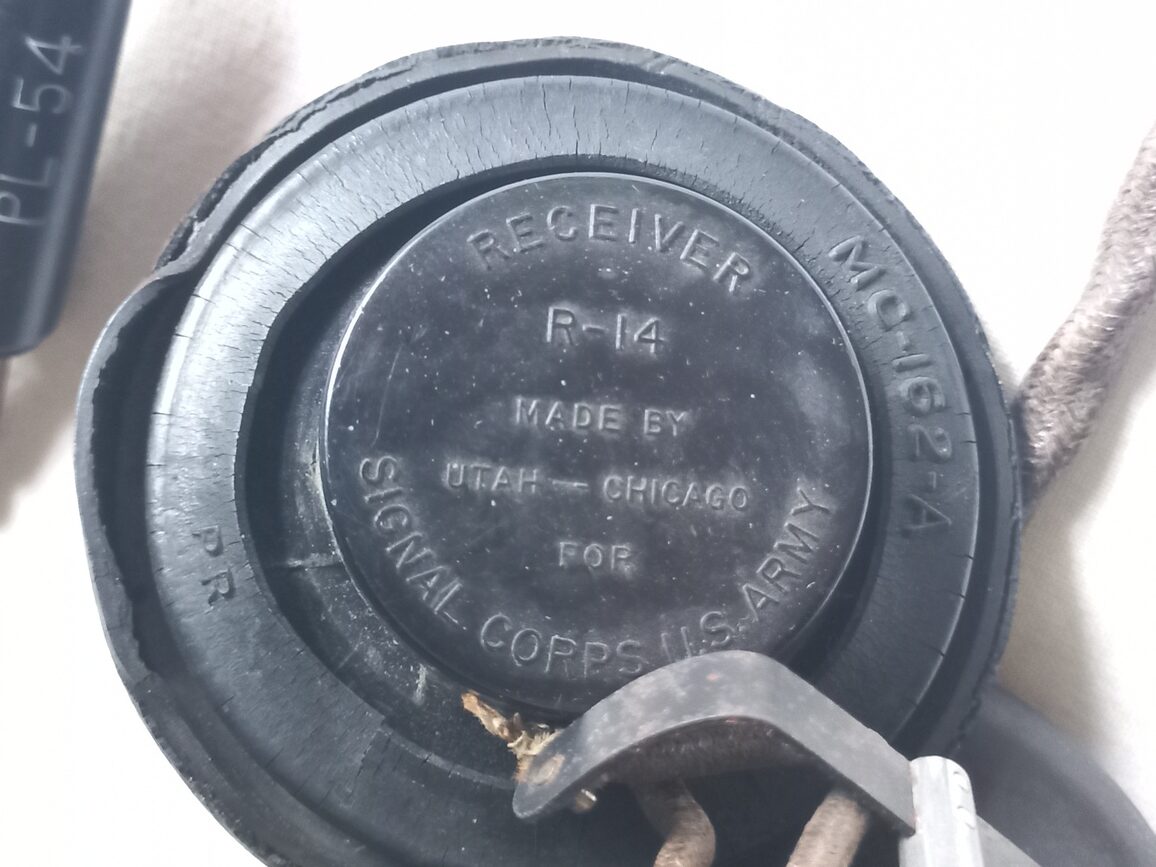 PL-54
RECEIVER
R-14
MADE BY
UTAH — CHICAGO
FOR
SIGNAL CORPS U.S. ARMY
MC-162-A
PR